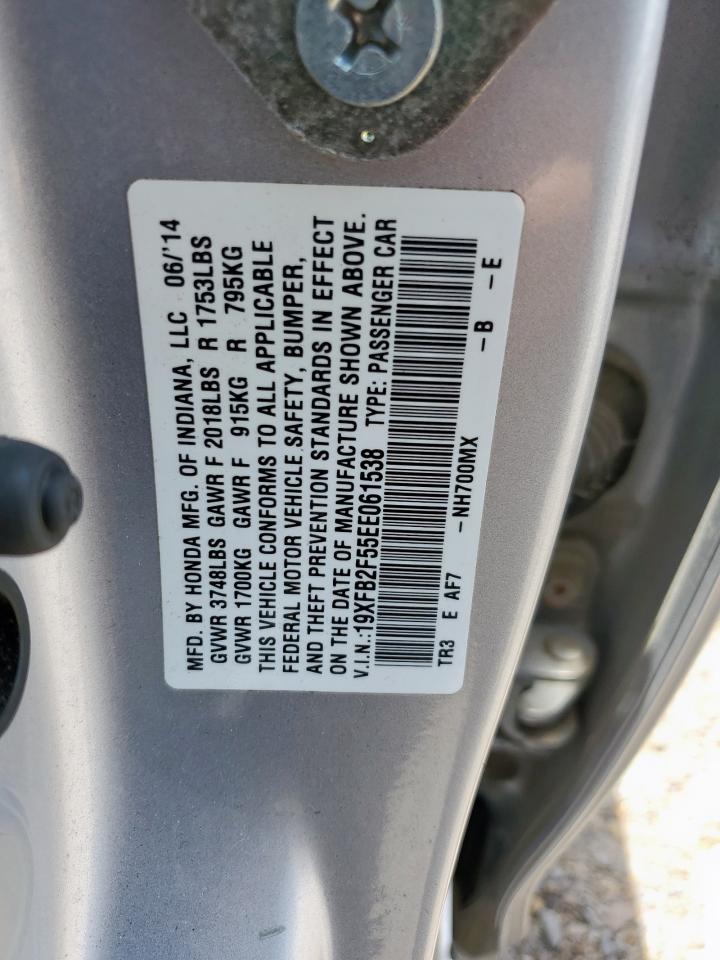 MFD. BY HONDA MFG. OF INDIANA, LLC 06/'14
GVWR 3748LBS GAWR F 2018LBS R 1753LBS
GVWR 1700KG GAWR F 915KG R 795KG
THIS VEHICLE CONFORMS TO ALL APPLICABLE
FEDERAL MOTOR VEHICLE SAFETY, BUMPER,
AND THEFT PREVENTION STANDARDS IN EFFECT
ON THE DATE OF MANUFACTURE SHOWN ABOVE.
V.I.N.:19XFB2F55EE061538 TYPE: PASSENGER CAR
TR3 E AF7 -NH700MX -B -E